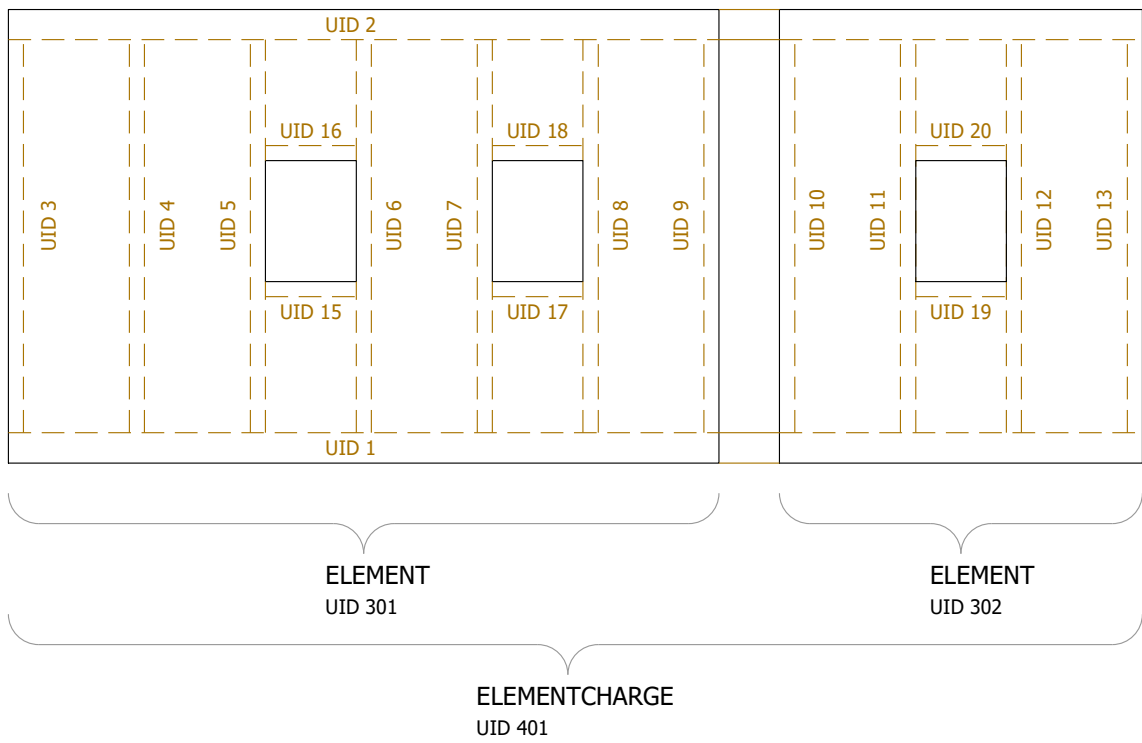 UID 2
UID 16
UID 18
UID 20
UID 3
UID 4
UID 5
UID 6
UID 7
UID 8
UID 9
UID 10
UID 11
UID 12
UID 13
UID 15
UID 17
UID 19
UID 1
ELEMENT
UID 301
ELEMENT
UID 302
ELEMENTCHARGE
UID 401